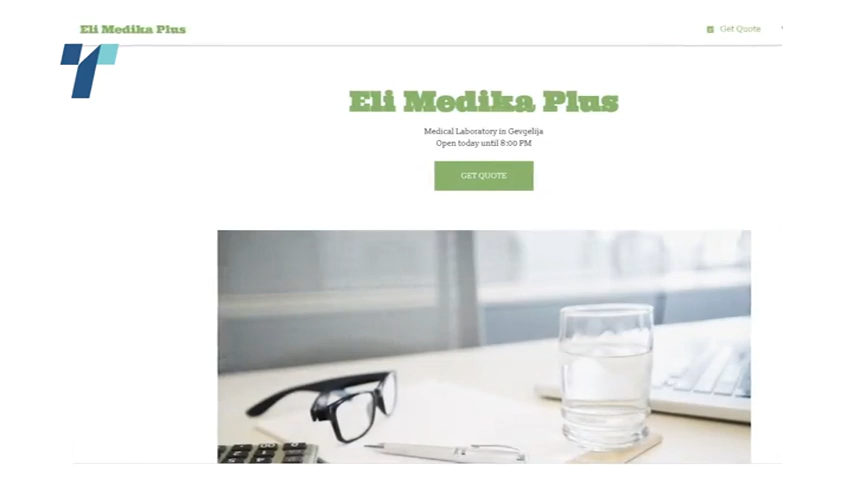 Eli Medika Plus
Get Quote
Eli Medika Plus
Medical Laboratory in Gevgelija
Open today until 8:00 PM
GET QUOTE